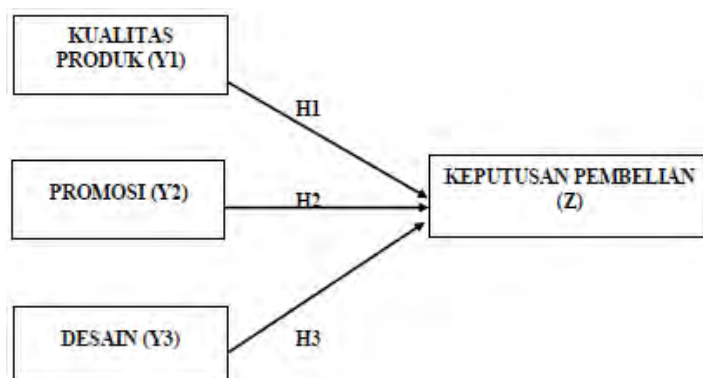 KUALITAS
PRODUK (Y1)
H1
PROMOSI (Y2)
H2
KEPUTUSAN PEMBELIAN
(Z)
DESAIN (Y3)
H3